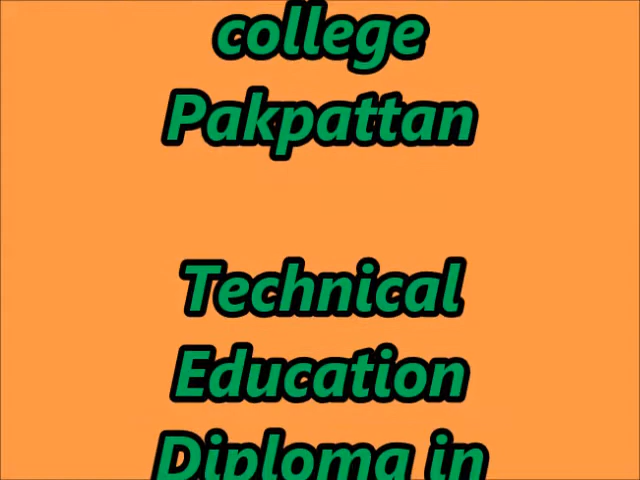 college
Pakpattan
Technical
Education
Diploma in